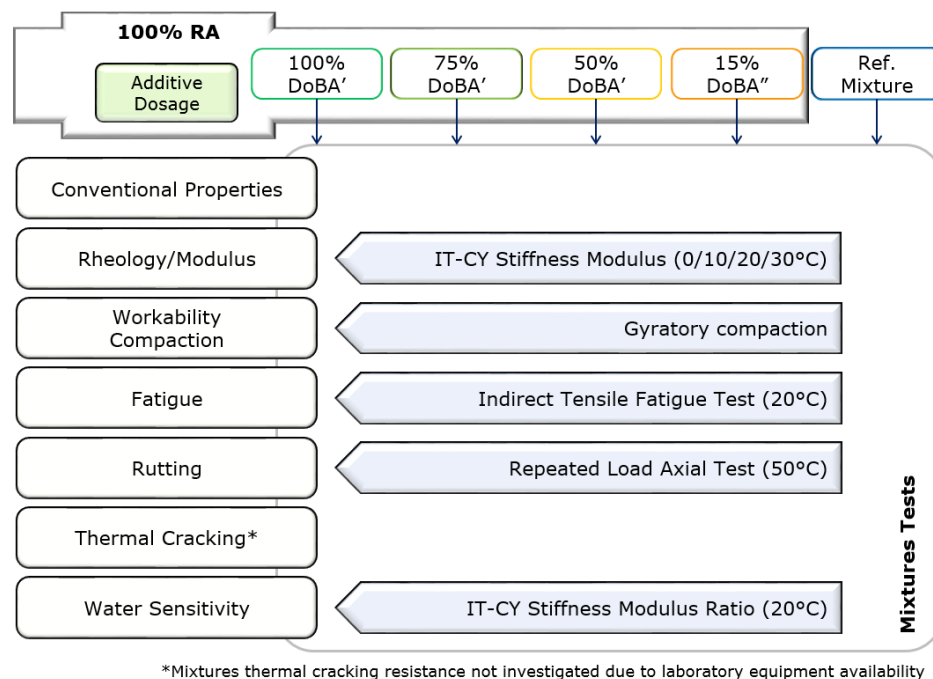 100% RA
Additive
Dosage
100%
DoBA′
75%
DoBA′
50%
DoBA′
15%
DoBA″
Ref.
Mixture
Conventional Properties
Rheology/Modulus
IT-CY Stiffness Modulus (0/10/20/30°C)
Workability
Compaction
Gyratory compaction
Fatigue
Indirect Tensile Fatigue Test (20°C)
Rutting
Repeated Load Axial Test (50°C)
Thermal Cracking*
Water Sensitivity
IT-CY Stiffness Modulus Ratio (20°C)
Mixtures Tests
*Mixtures thermal cracking resistance not investigated due to laboratory equipment availability